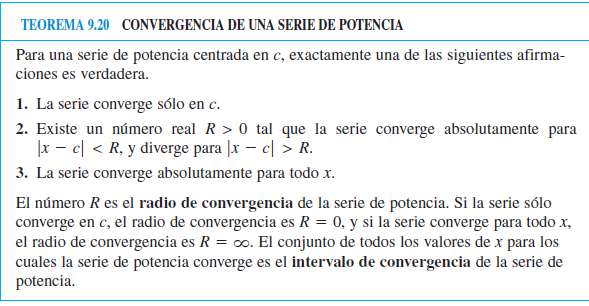 TEOREMA 9.20 CONVERGENCIA DE UNA SERIE DE POTENCIA
Para una serie de potencia centrada en c, exactamente una de las siguientes afirma-
ciones es verdadera.
1. La serie converge sólo en c.
2. Existe un número real R > 0 tal que la serie converge absolutamente para
|x − c| < R, y diverge para |x − c| > R.
3. La serie converge absolutamente para todo x.
El número R es el radio de convergencia de la serie de potencia. Si la serie sólo
converge en c, el radio de convergencia es R = 0, y si la serie converge para todo x,
el radio de convergencia es R = ∞. El conjunto de todos los valores de x para los
cuales la serie de potencia converge es el intervalo de convergencia de la serie de
potencia.